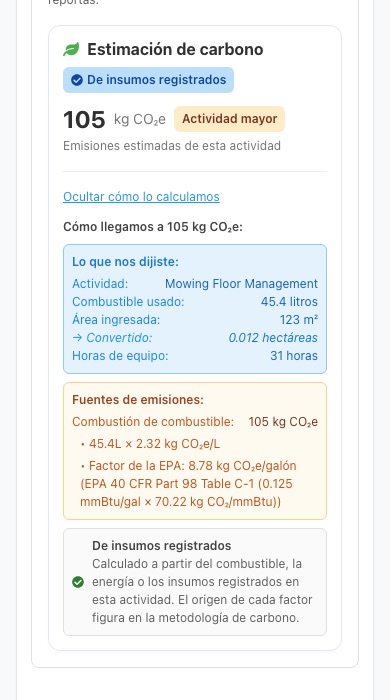 reportas.
Estimación de carbono
De insumos registrados
105 kg CO₂e Actividad mayor
Emisiones estimadas de esta actividad
Ocultar cómo lo calculamos
Cómo llegamos a 105 kg CO₂e:
Lo que nos dijiste:
Actividad: Mowing Floor Management
Combustible usado: 45.4 litros
Área ingresada: 123 m²
→ Convertido: 0.012 hectáreas
Horas de equipo: 31 horas
Fuentes de emisiones:
Combustión de combustible: 105 kg CO₂e
• 45.4L × 2.32 kg CO₂e/L
• Factor de la EPA: 8.78 kg CO₂e/galón
(EPA 40 CFR Part 98 Table C-1 (0.125
mmBtu/gal × 70.22 kg CO₂/mmBtu))
De insumos registrados
Calculado a partir del combustible, la
energía o los insumos registrados en
esta actividad. El origen de cada factor
figura en la metodología de carbono.